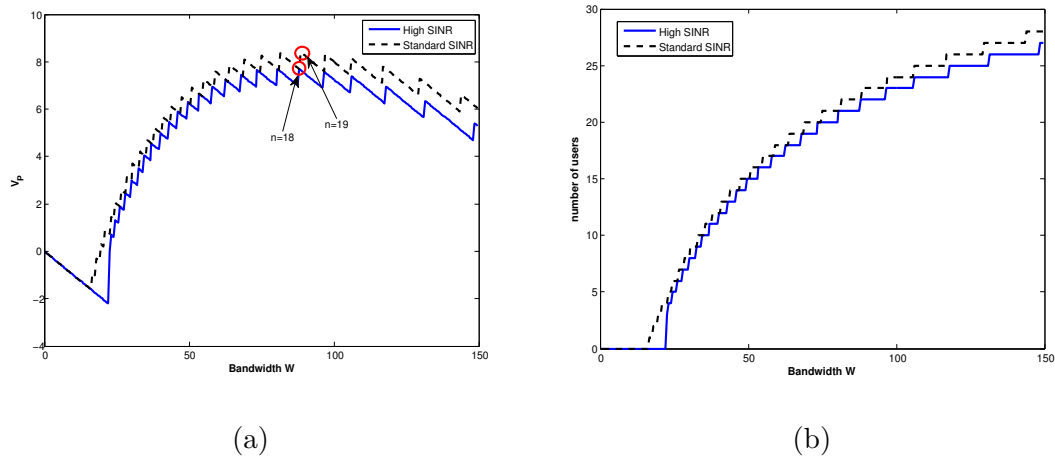 High SINR
Standard SINR
10
8
6
4
2
0
−2
−4
V_P
n=18
n=19
0
50
100
150
Bandwidth W
(a)
High SINR
Standard SINR
30
25
20
15
10
5
0
number of users
0
50
100
150
Bandwidth W
(b)